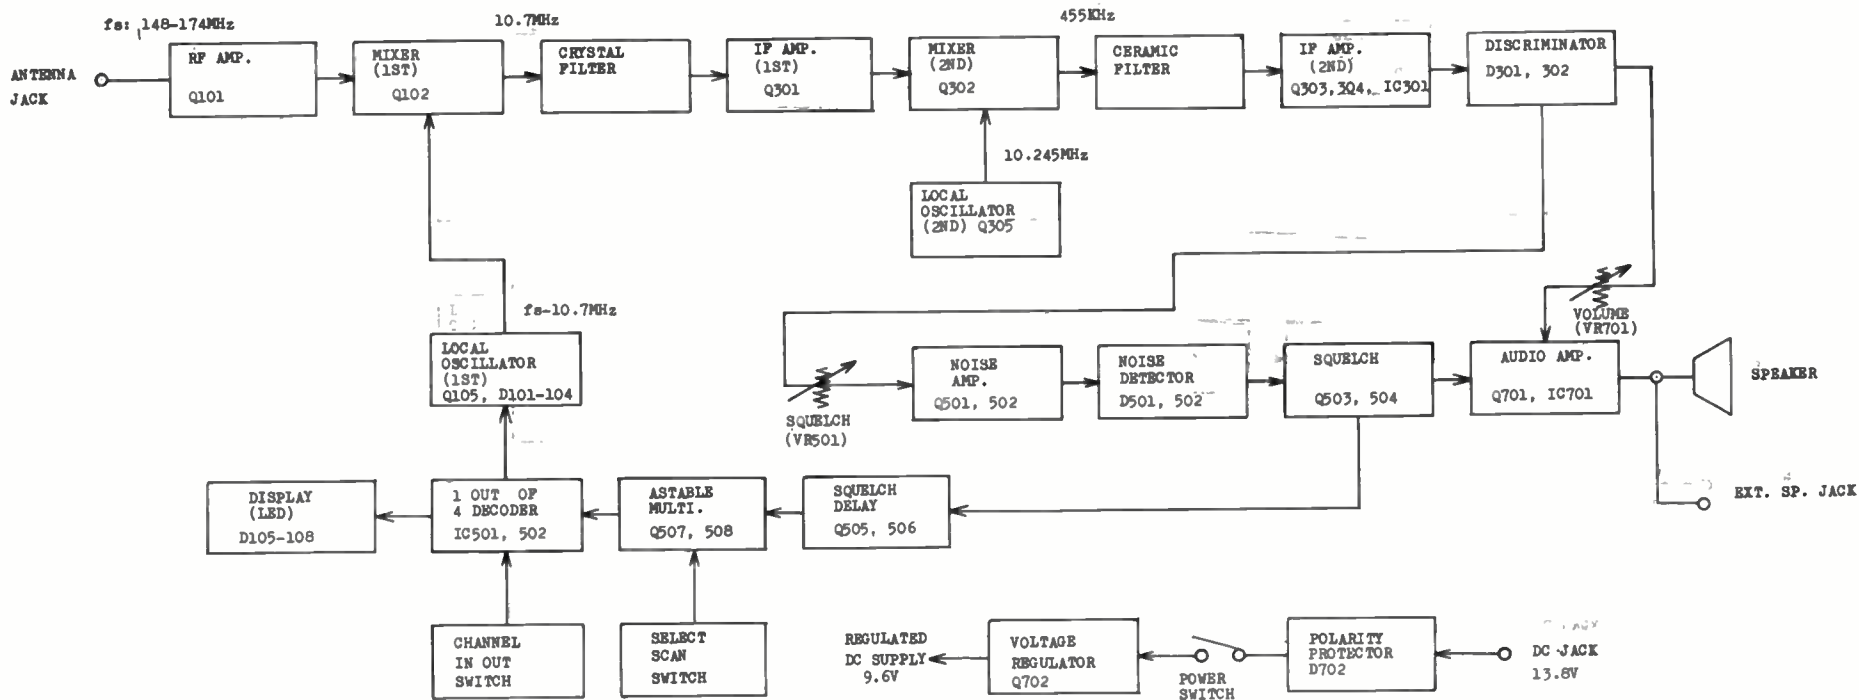 fs: 148-174MHz
10.7MHz
455KHz
ANTENNA
JACK
RF AMP.
Q101
MIXER
(1ST)
Q102
CRYSTAL
FILTER
IF AMP.
(1ST)
Q301
MIXER
(2ND)
Q302
CERAMIC
FILTER
IF AMP.
(2ND)
Q303,304, IC301
DISCRIMINATOR
D301, 302
10.245MHz
LOCAL
OSCILLATOR
(2ND) Q305
fs-10.7MHz
LOCAL
OSCILLATOR
(1ST)
Q105, D101-104
SQUELCH
(VR501)
NOISE
AMP.
Q501, 502
NOISE
DETECTOR
D501, 502
SQUELCH
Q503, 504
VOLUME
(VR701)
AUDIO AMP.
Q701, IC701
SPEAKER
EXT. SP. JACK
DISPLAY
(LED)
D105-108
1 OUT OF
4 DECODER
IC501, 502
ASTABLE
MULTI.
Q507, 508
SQUELCH
DELAY
Q505, 506
CHANNEL
IN OUT
SWITCH
SELECT
SCAN
SWITCH
REGULATED
DC SUPPLY
9.6V
VOLTAGE
REGULATOR
Q702
POWER
SWITCH
POLARITY
PROTECTOR
D702
DC JACK
13.8V